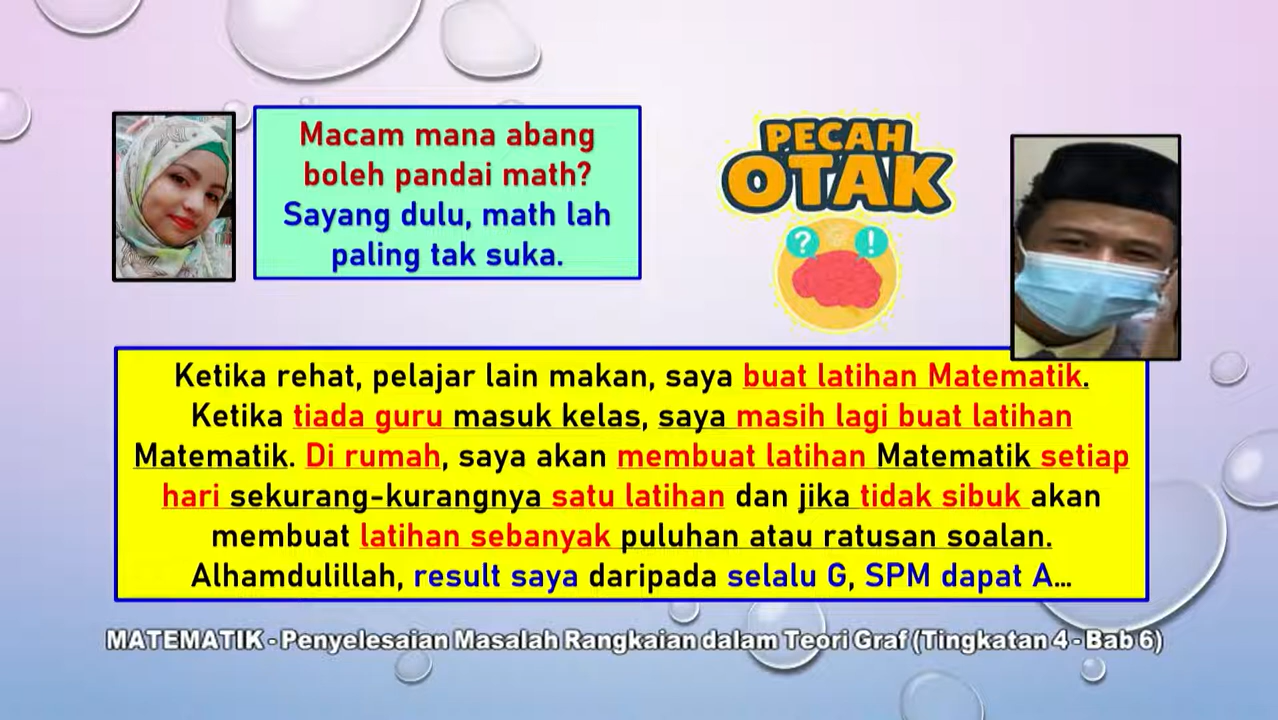 Macam mana abang
boleh pandai math?
Sayang dulu, math lah
paling tak suka.
PECAH
OTAK
? !
Ketika rehat, pelajar lain makan, saya buat latihan Matematik.
Ketika tiada guru masuk kelas, saya masih lagi buat latihan
Matematik. Di rumah, saya akan membuat latihan Matematik setiap
hari sekurang-kurangnya satu latihan dan jika tidak sibuk akan
membuat latihan sebanyak puluhan atau ratusan soalan.
Alhamdulillah, result saya daripada selalu G, SPM dapat A...
MATEMATIK - Penyelesaian Masalah Rangkaian dalam Teori Graf (Tingkatan 4 - Bab 6)